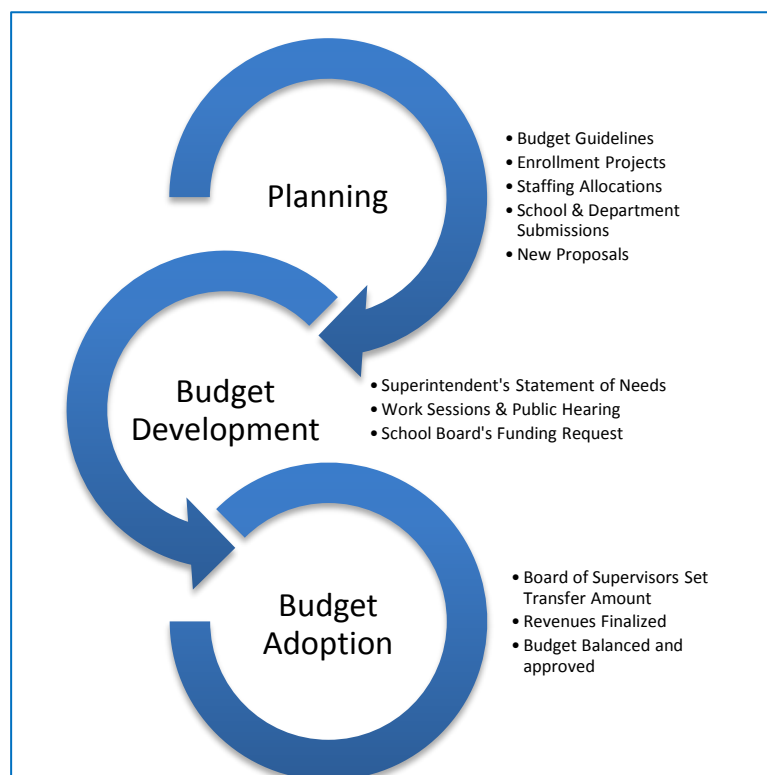 Planning
• Budget Guidelines
• Enrollment Projects
• Staffing Allocations
• School & Department
Submissions
• New Proposals
Budget
Development
• Superintendent's Statement of Needs
• Work Sessions & Public Hearing
• School Board's Funding Request
Budget
Adoption
• Board of Supervisors Set
Transfer Amount
• Revenues Finalized
• Budget Balanced and
approved